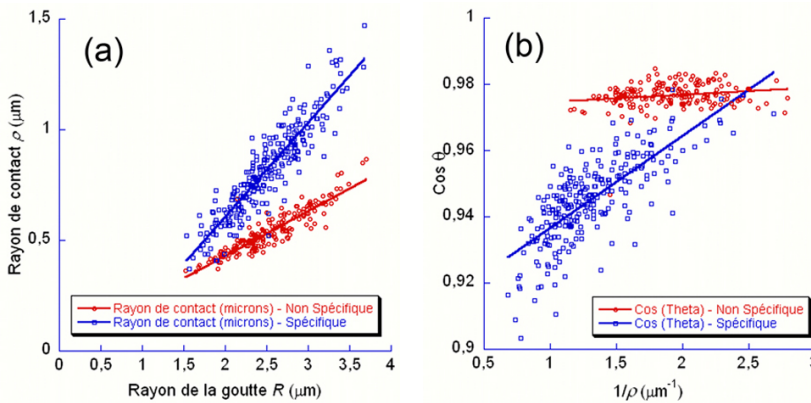 (a)
1,5
1
0,5
0
Rayon de contact ρ (μm)
Rayon de contact (microns) - Non Spécifique
Rayon de contact (microns) - Spécifique
0 0,5 1 1,5 2 2,5 3 3,5 4
Rayon de la goutte R (μm)
(b)
1
0,98
0,96
0,94
0,92
0,9
Cos θ
Cos (Theta) - Non Spécifique
Cos (Theta) - Spécifique
0,5 1 1,5 2 2,5 3
1/ρ (μm⁻¹)